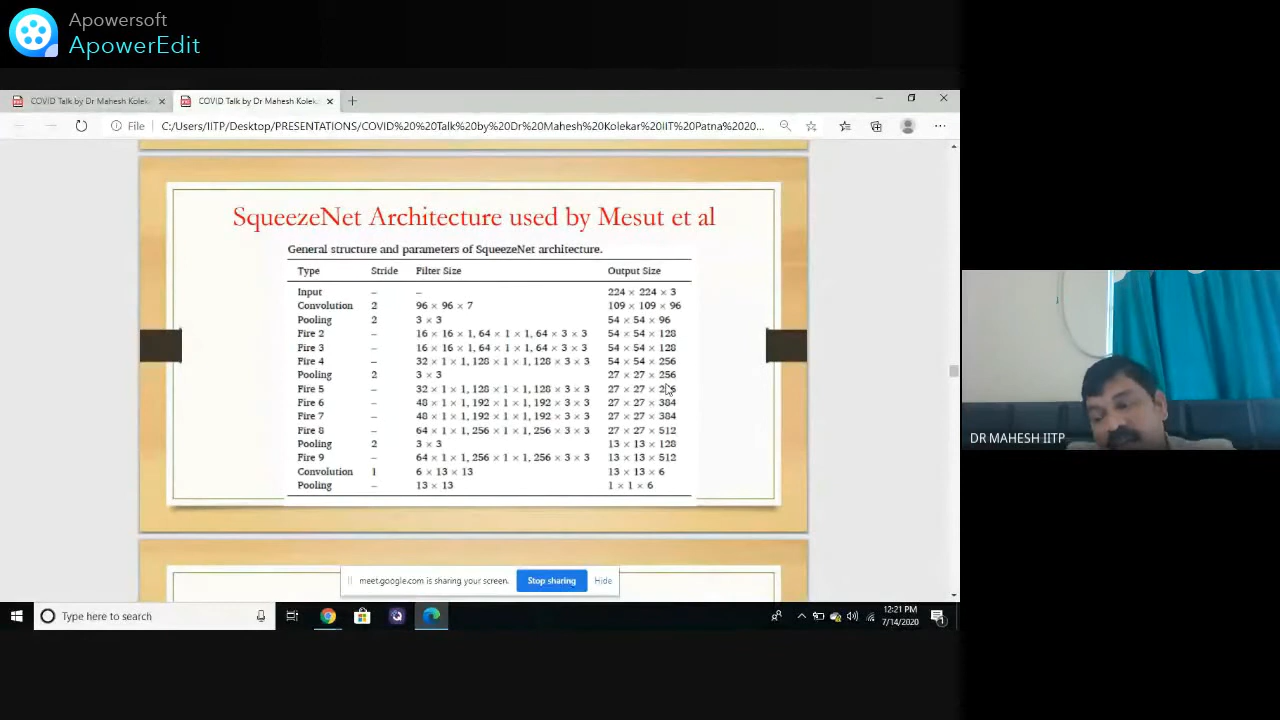 Apowersoft
ApowerEdit
COVID Talk by Dr Mahesh Kolek
COVID Talk by Dr Mahesh Kolek
File
C:/Users/IITP/Desktop/PRESENTATIONS/COVID%20%20Talk%20by%20Dr%20Mahesh%20Kolekar%20IIT%20Patna%2020...
SqueezeNet Architecture used by Mesut et al
General structure and parameters of SqueezeNet architecture.
Type Stride Filter Size Output Size
Input – – 224 × 224 × 3
Convolution 2 96 × 96 × 7 109 × 109 × 96
Pooling 2 3 × 3 54 × 54 × 96
Fire 2 – 16 × 16 × 1, 64 × 1 × 1, 64 × 3 × 3 54 × 54 × 128
Fire 3 – 16 × 16 × 1, 64 × 1 × 1, 64 × 3 × 3 54 × 54 × 128
Fire 4 – 32 × 1 × 1, 128 × 1 × 1, 128 × 3 × 3 54 × 54 × 256
Pooling 2 3 × 3 27 × 27 × 256
Fire 5 – 32 × 1 × 1, 128 × 1 × 1, 128 × 3 × 3 27 × 27 ×
Fire 6 – 48 × 1 × 1, 192 × 1 × 1, 192 × 3 × 3 27 × 27 × 384
Fire 7 – 48 × 1 × 1, 192 × 1 × 1, 192 × 3 × 3 27 × 27 × 384
Fire 8 – 64 × 1 × 1, 256 × 1 × 1, 256 × 3 × 3 27 × 27 × 512
Pooling 2 3 × 3 13 × 13 × 128
Fire 9 – 64 × 1 × 1, 256 × 1 × 1, 256 × 3 × 3 13 × 13 × 512
Convolution 1 6 × 13 × 13 13 × 13 × 6
Pooling – 13 × 13 1 × 1 × 6
DR MAHESH IITP
meet.google.com is sharing your screen.
Stop sharing
Hide
Type here to search
12:21 PM
7/14/2020